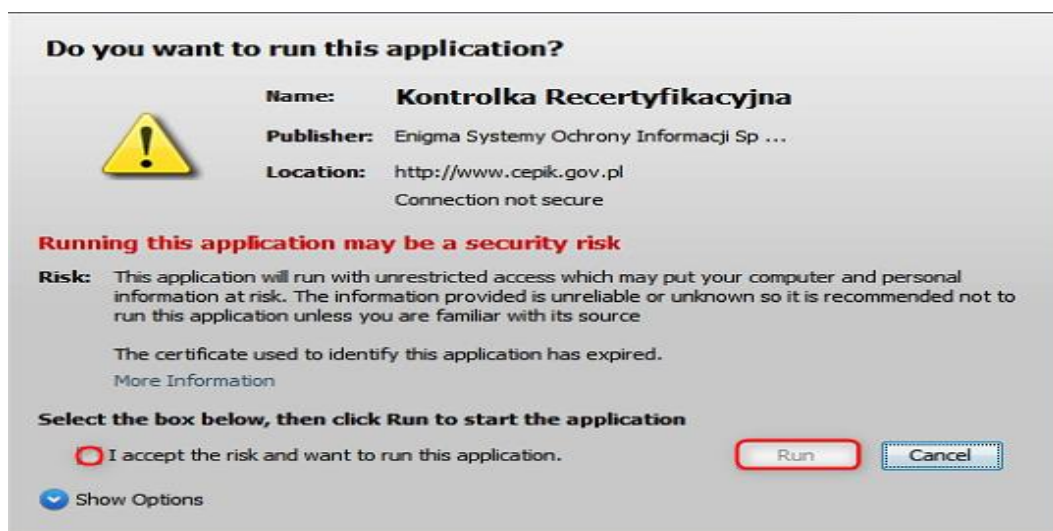 Do you want to run this application?
Name: Kontrolka Recertyfikacyjna
Publisher: Enigma Systemy Ochrony Informacji Sp ...
Location: http://www.cepik.gov.pl
Connection not secure
Running this application may be a security risk
Risk: This application will run with unrestricted access which may put your computer and personal
information at risk. The information provided is unreliable or unknown so it is recommended not to
run this application unless you are familiar with its source
The certificate used to identify this application has expired.
More Information
Select the box below, then click Run to start the application
I accept the risk and want to run this application. Run Cancel
Show Options